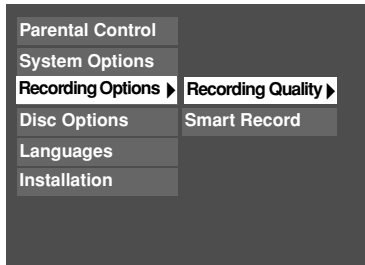 Parental Control
System Options
Recording Options
Recording Quality
Disc Options
Smart Record
Languages
Installation